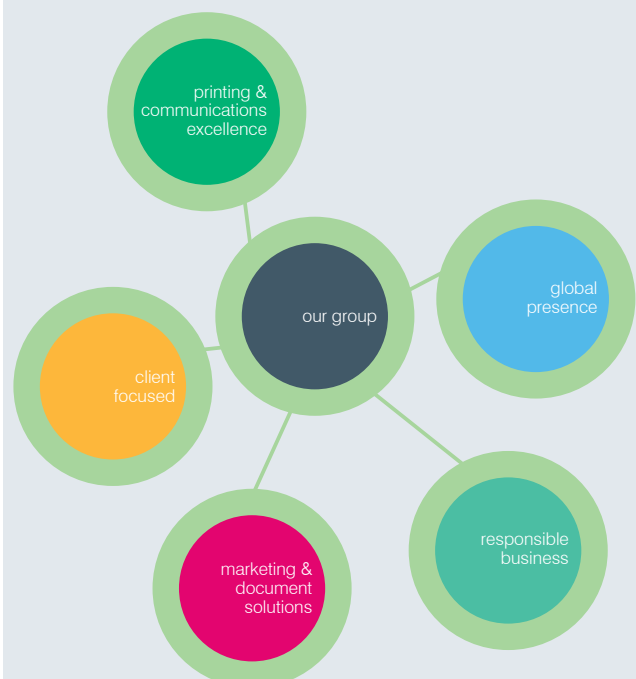 printing &
communications
excellence
global
presence
our group
client
focused
responsible
business
marketing &
document
solutions